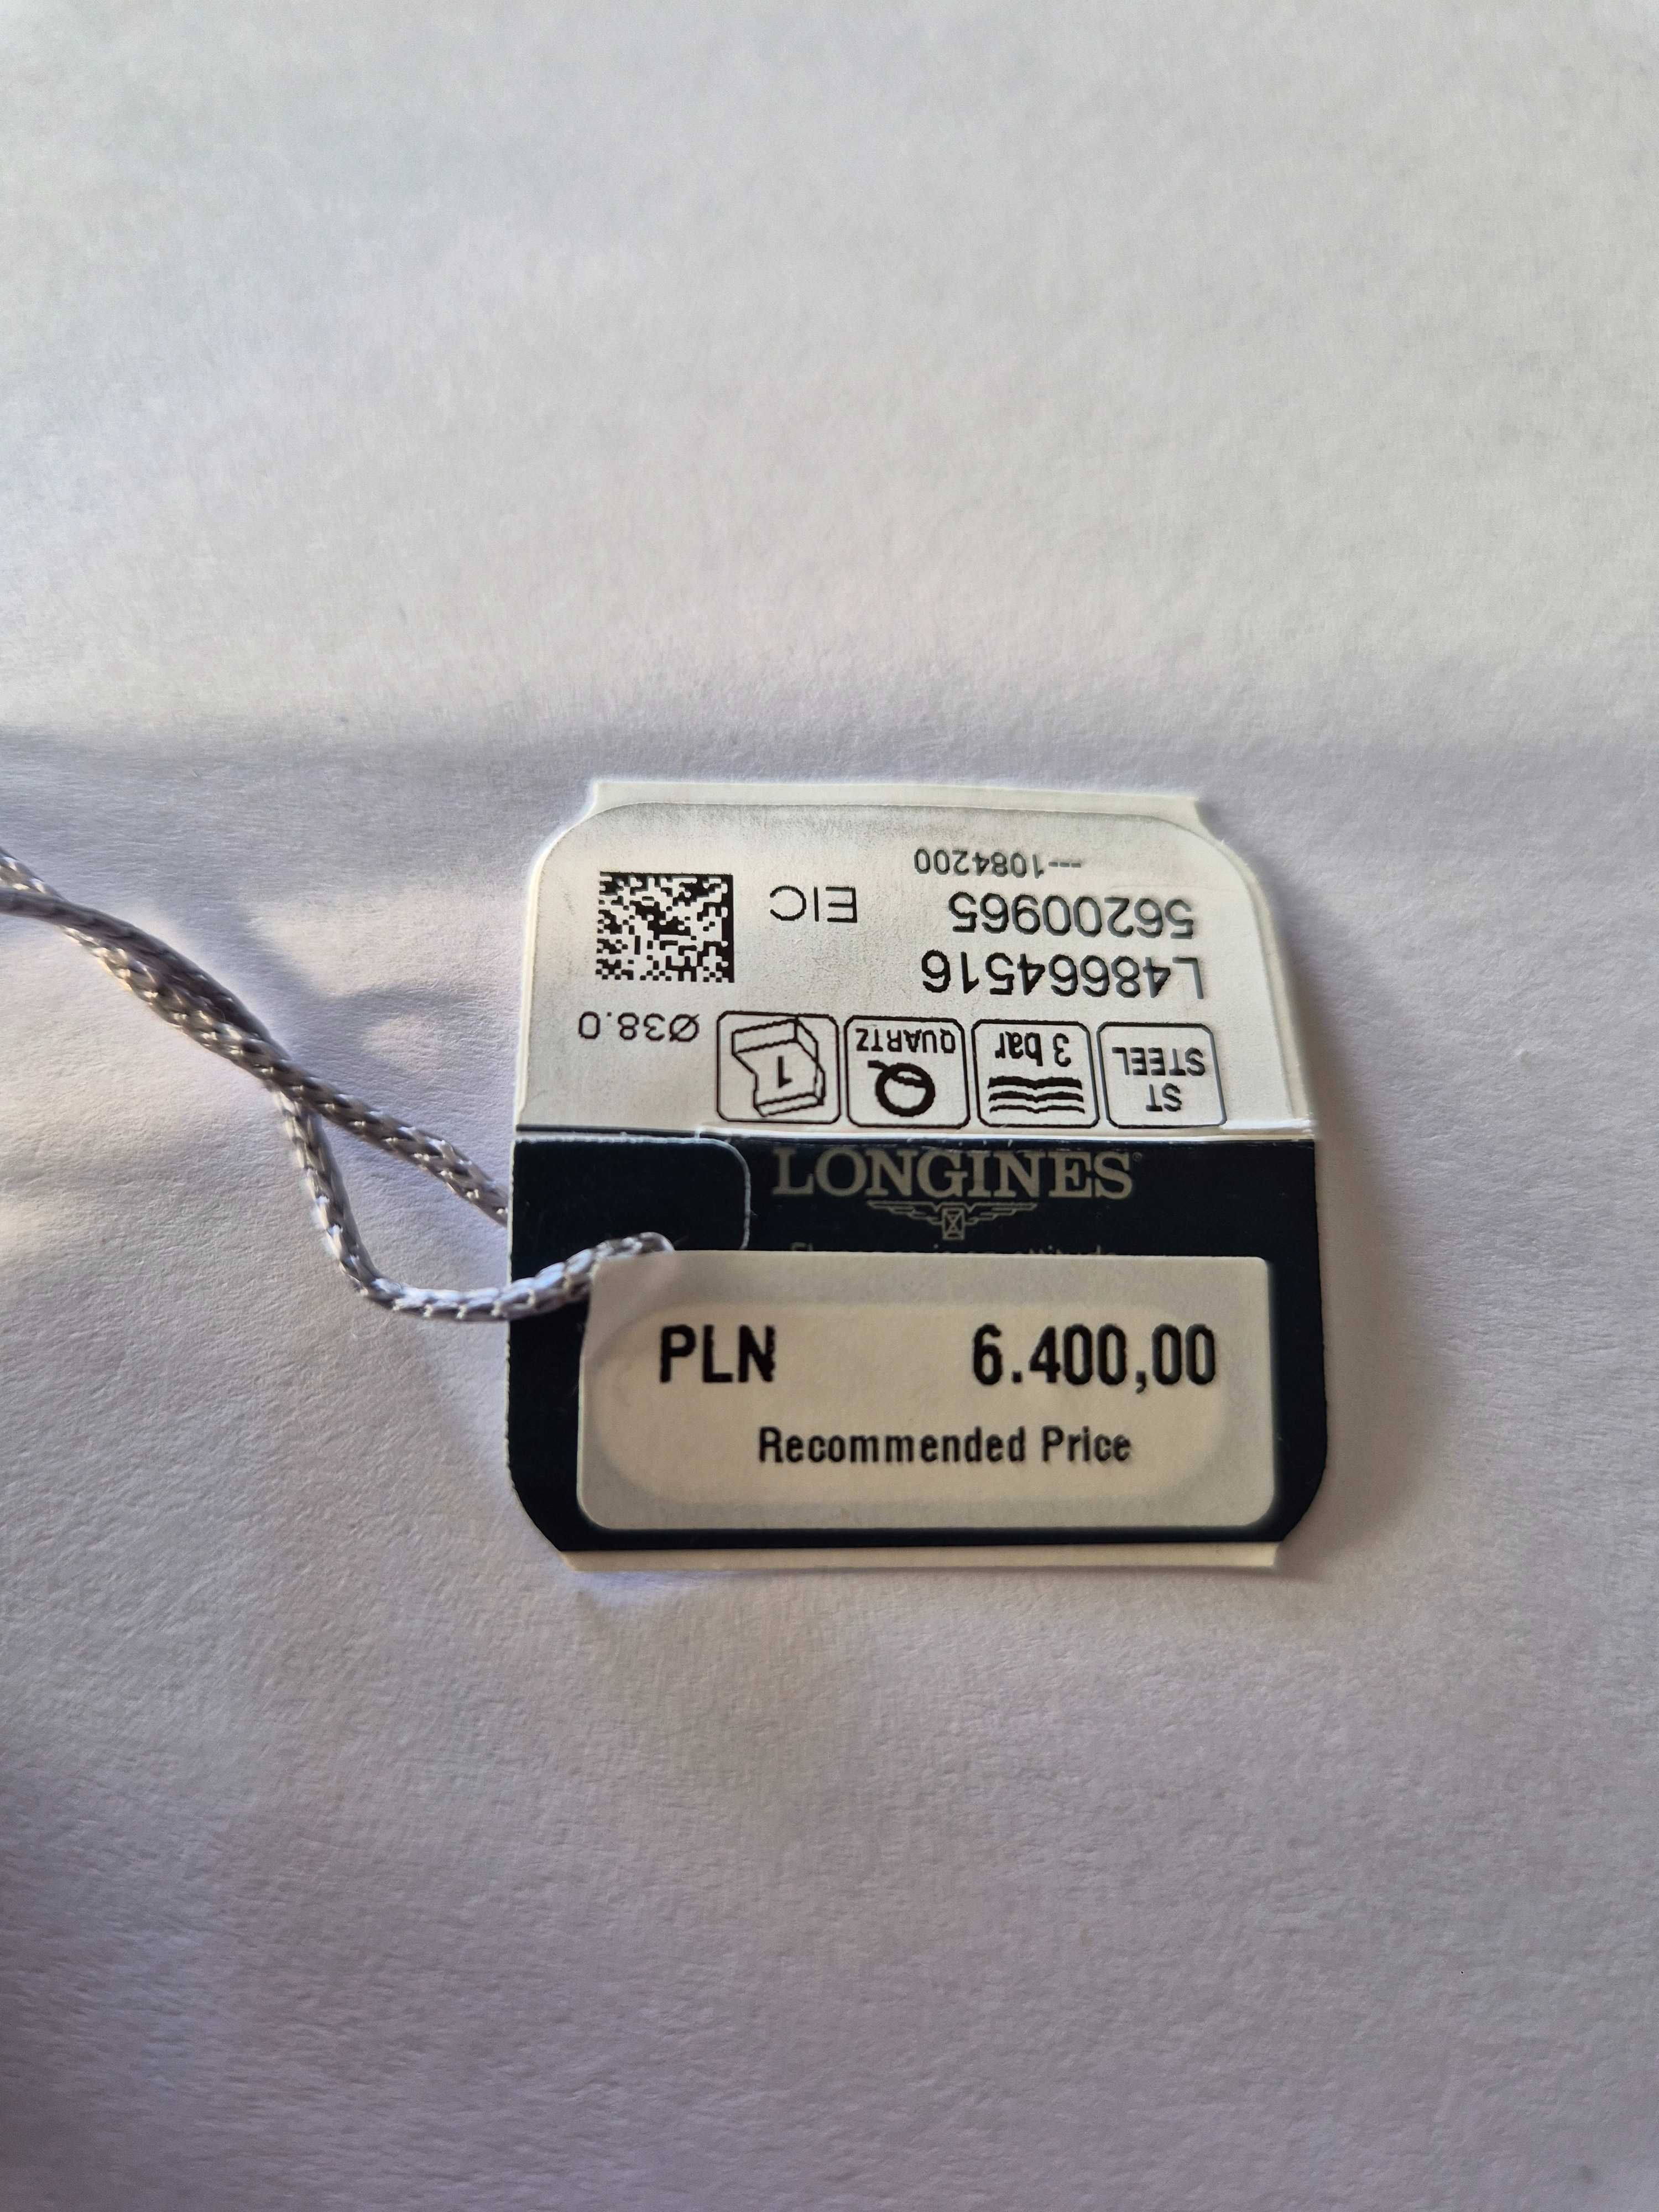 ---1084200
56200965 EIC
L48664516
ST STEEL
3 bar
QUARTZ
1
Ø38.0
LONGINES
PLN 6.400,00
Recommended Price